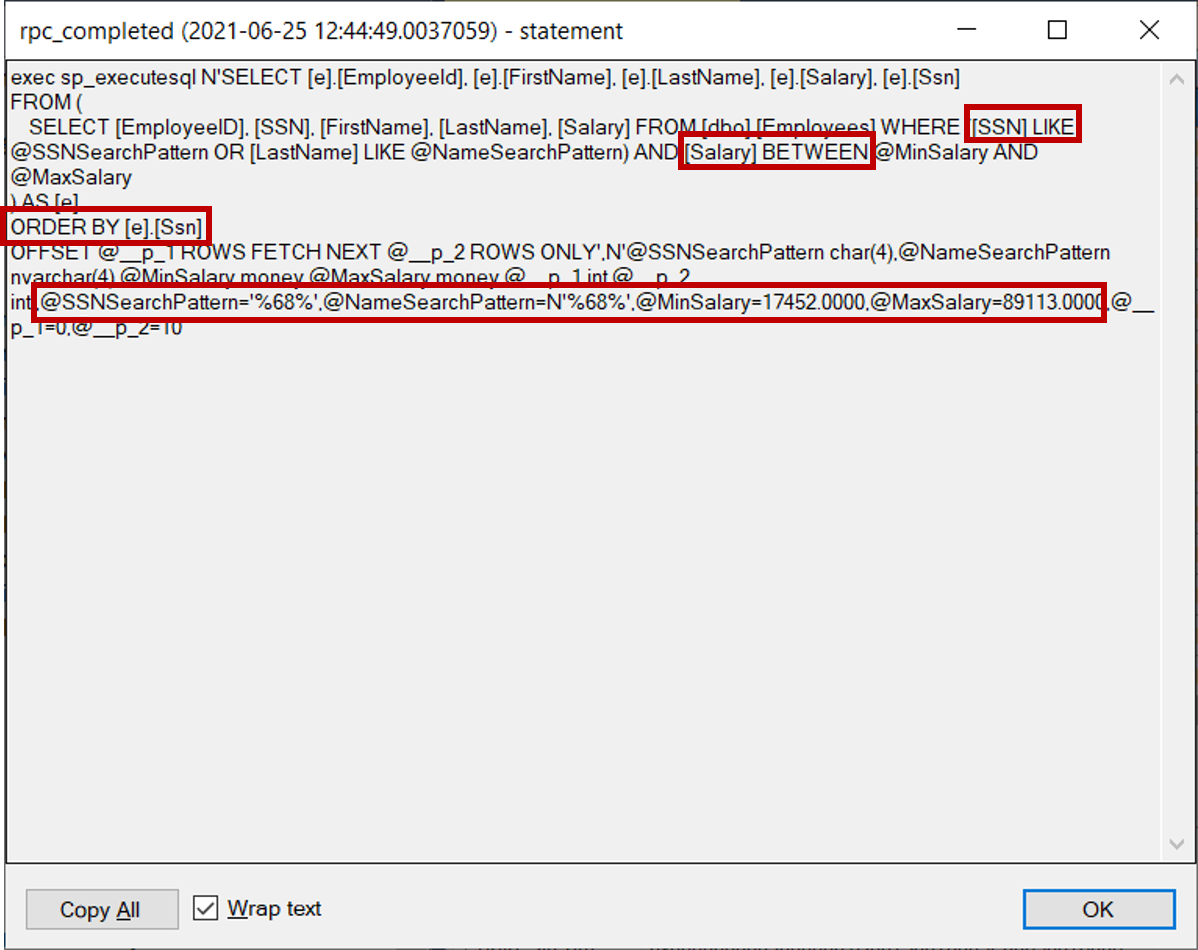 rpc_completed (2021-06-25 12:44:49.0037059) - statement
exec sp_executesql N'SELECT [e].[EmployeeId], [e].[FirstName], [e].[LastName], [e].[Salary], [e].[Ssn]
FROM (
SELECT [EmployeeID], [SSN], [FirstName], [LastName], [Salary] FROM [dbo].[Employees] WHERE ([SSN] LIKE
@SSNSearchPattern OR [LastName] LIKE @NameSearchPattern) AND [Salary] BETWEEN @MinSalary AND
@MaxSalary
) AS [e]
ORDER BY [e].[Ssn]
OFFSET @__p_1 ROWS FETCH NEXT @__p_2 ROWS ONLY',N'@SSNSearchPattern char(4),@NameSearchPattern
nvarchar(4),@MinSalary money,@MaxSalary money,@__p_1 int,@__p_2
int',@SSNSearchPattern='%68%',@NameSearchPattern=N'%68%',@MinSalary=17452.0000,@MaxSalary=89113.0000,@__
p_1=0,@__p_2=10
Copy All
Wrap text
OK